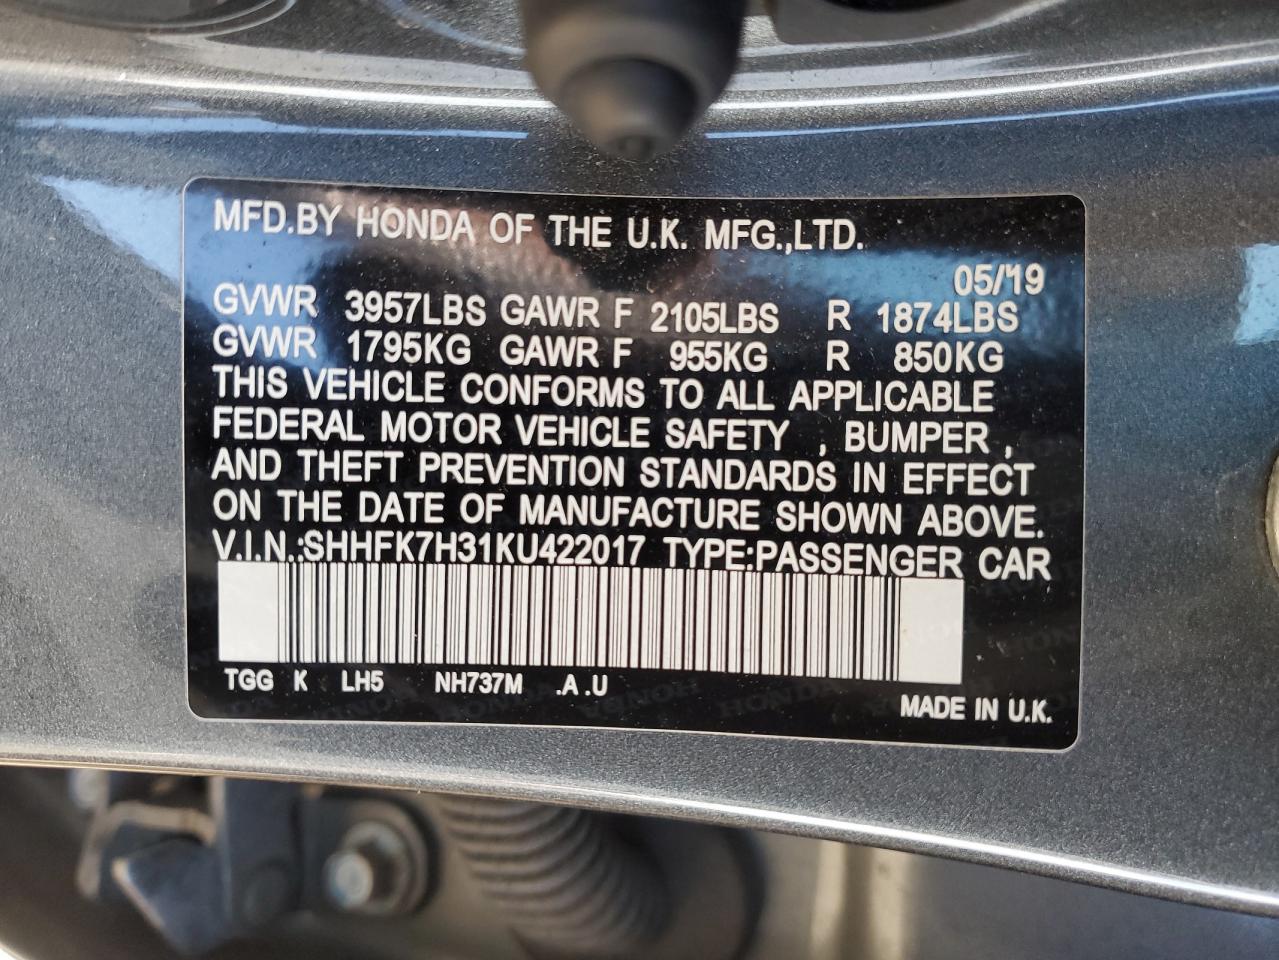 MFD.BY HONDA OF THE U.K. MFG.,LTD.
05/19
GVWR 3957LBS GAWR F 2105LBS R 1874LBS
GVWR 1795KG GAWR F 955KG R 850KG
THIS VEHICLE CONFORMS TO ALL APPLICABLE
FEDERAL MOTOR VEHICLE SAFETY , BUMPER ,
AND THEFT PREVENTION STANDARDS IN EFFECT
ON THE DATE OF MANUFACTURE SHOWN ABOVE.
V.I.N.:SHHFK7H31KU422017 TYPE:PASSENGER CAR
TGG K LH5 NH737M .A .U
MADE IN U.K.